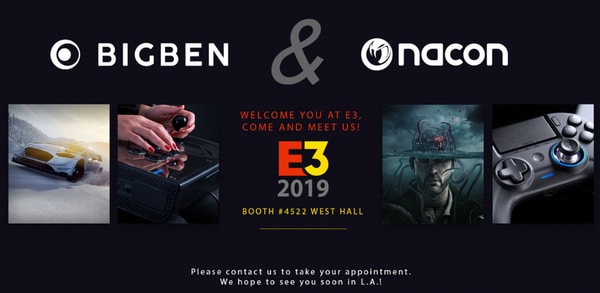 BIGBEN & nacon
WELCOME YOU AT E3,
COME AND MEET US!
E3
2019
BOOTH #4522 WEST HALL
Please contact us to take your appointment.
We hope to see you soon in L.A.!